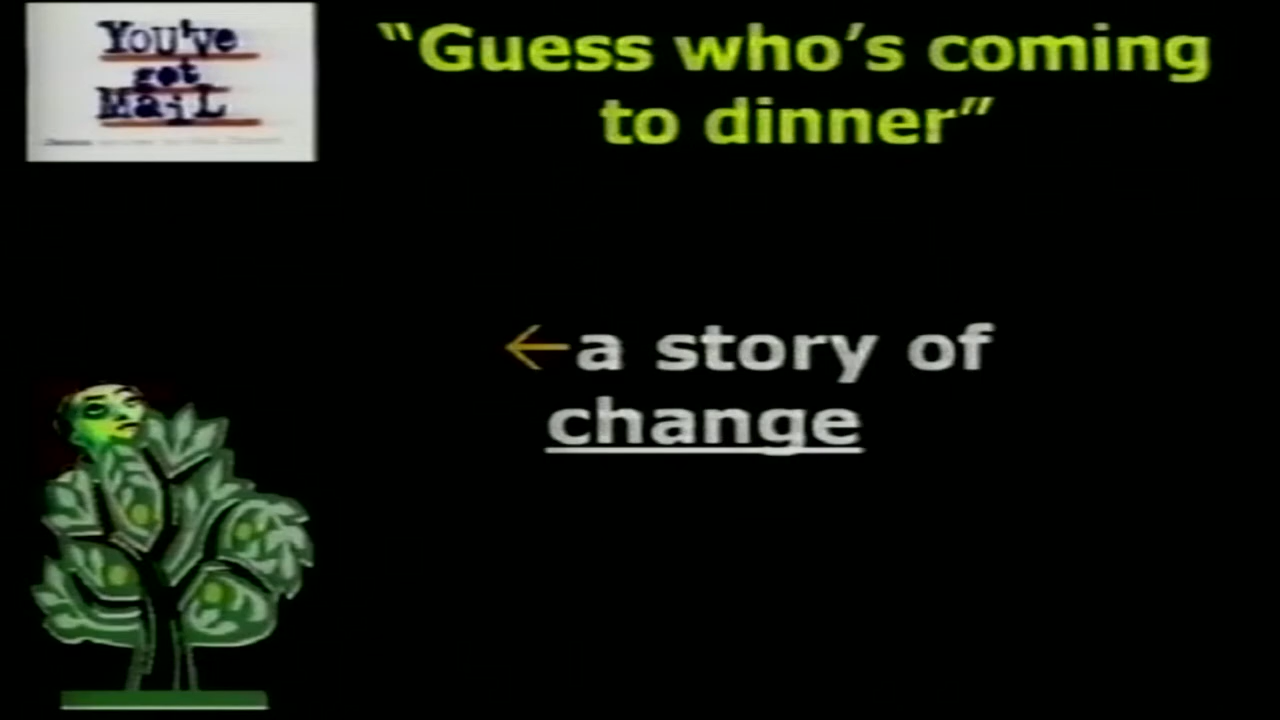 You've
got
MaiL
“Guess who’s coming
to dinner”
←a story of
change